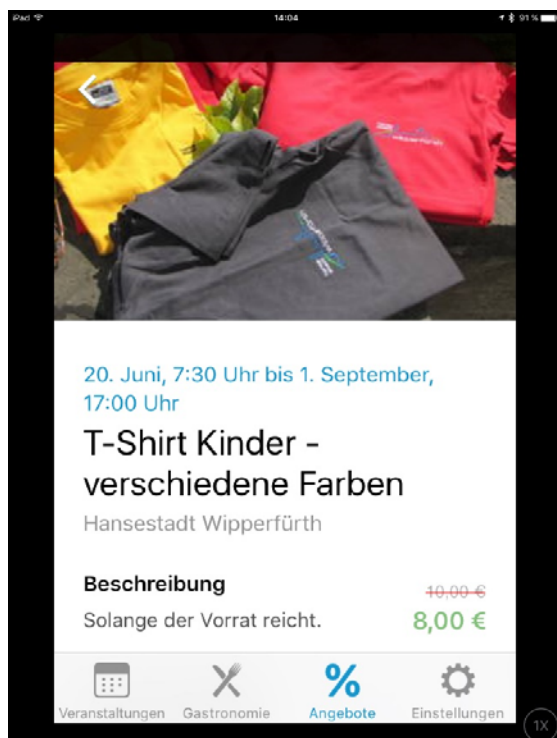 iPad
14:04
91 %
wipperfürth
20. Juni, 7:30 Uhr bis 1. September,
17:00 Uhr
T-Shirt Kinder -
verschiedene Farben
Hansestadt Wipperfürth
Beschreibung
10,00 €
Solange der Vorrat reicht.
8,00 €
Veranstaltungen
Gastronomie
%
Angebote
Einstellungen
1X